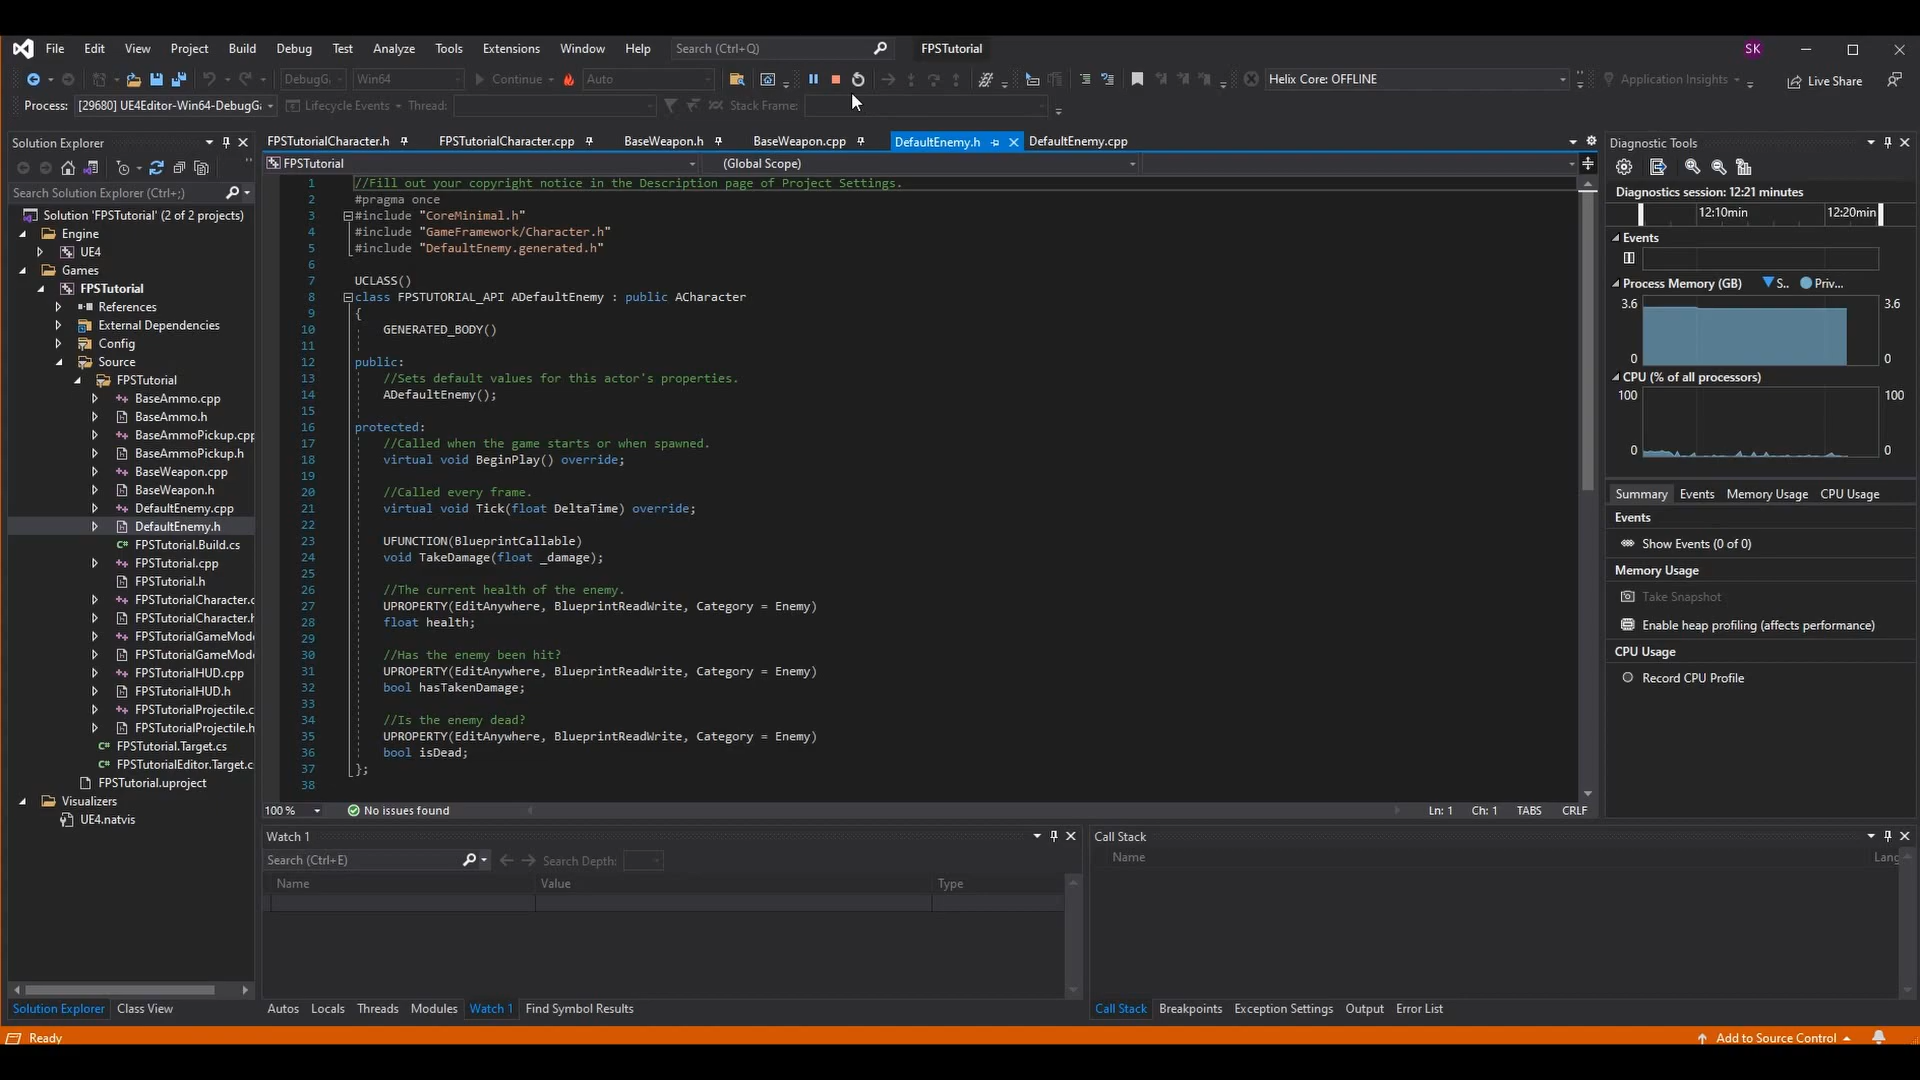 File Edit View Project Build Debug Test Analyze Tools Extensions Window Help Search (Ctrl+Q) FPSTutorial SK
DebugG Win64 Continue Auto Helix Core: OFFLINE Application Insights Live Share
Process: [29680] UE4Editor-Win64-DebugGa Lifecycle Events Thread: Stack Frame:
Solution Explorer
Search Solution Explorer (Ctrl+;)
Solution 'FPSTutorial' (2 of 2 projects)
Engine
UE4
Games
FPSTutorial
References
External Dependencies
Config
Source
FPSTutorial
BaseAmmo.cpp
BaseAmmo.h
BaseAmmoPickup.cpp
BaseAmmoPickup.h
BaseWeapon.cpp
BaseWeapon.h
DefaultEnemy.cpp
DefaultEnemy.h
FPSTutorial.Build.cs
FPSTutorial.cpp
FPSTutorial.h
FPSTutorialCharacter.c
FPSTutorialCharacter.h
FPSTutorialGameMode
FPSTutorialGameMode
FPSTutorialHUD.cpp
FPSTutorialHUD.h
FPSTutorialProjectile.c
FPSTutorialProjectile.h
FPSTutorial.Target.cs
FPSTutorialEditor.Target.c
FPSTutorial.uproject
Visualizers
UE4.natvis
Solution Explorer Class View
FPSTutorialCharacter.h FPSTutorialCharacter.cpp BaseWeapon.h BaseWeapon.cpp DefaultEnemy.h DefaultEnemy.cpp
FPSTutorial (Global Scope)
1 //Fill out your copyright notice in the Description page of Project Settings.
2 #pragma once
3 #include "CoreMinimal.h"
4 #include "GameFramework/Character.h"
5 #include "DefaultEnemy.generated.h"
6
7 UCLASS()
8 class FPSTUTORIAL_API ADefaultEnemy : public ACharacter
9 {
10 GENERATED_BODY()
11
12 public:
13 //Sets default values for this actor's properties.
14 ADefaultEnemy();
15
16 protected:
17 //Called when the game starts or when spawned.
18 virtual void BeginPlay() override;
19
20 //Called every frame.
21 virtual void Tick(float DeltaTime) override;
22
23 UFUNCTION(BlueprintCallable)
24 void TakeDamage(float _damage);
25
26 //The current health of the enemy.
27 UPROPERTY(EditAnywhere, BlueprintReadWrite, Category = Enemy)
28 float health;
29
30 //Has the enemy been hit?
31 UPROPERTY(EditAnywhere, BlueprintReadWrite, Category = Enemy)
32 bool hasTakenDamage;
33
34 //Is the enemy dead?
35 UPROPERTY(EditAnywhere, BlueprintReadWrite, Category = Enemy)
36 bool isDead;
37 };
38
100 % No issues found Ln: 1 Ch: 1 TABS CRLF
Watch 1
Search (Ctrl+E) Search Depth:
Name Value Type
Autos Locals Threads Modules Watch 1 Find Symbol Results
Call Stack
Name Lang
Call Stack Breakpoints Exception Settings Output Error List
Diagnostic Tools
Diagnostics session: 12:21 minutes
12:10min 12:20min
Events
Process Memory (GB) S.. Priv...
3.6 3.6
0 0
CPU (% of all processors)
100 100
0 0
Summary Events Memory Usage CPU Usage
Events
Show Events (0 of 0)
Memory Usage
Take Snapshot
Enable heap profiling (affects performance)
CPU Usage
Record CPU Profile
Ready Add to Source Control